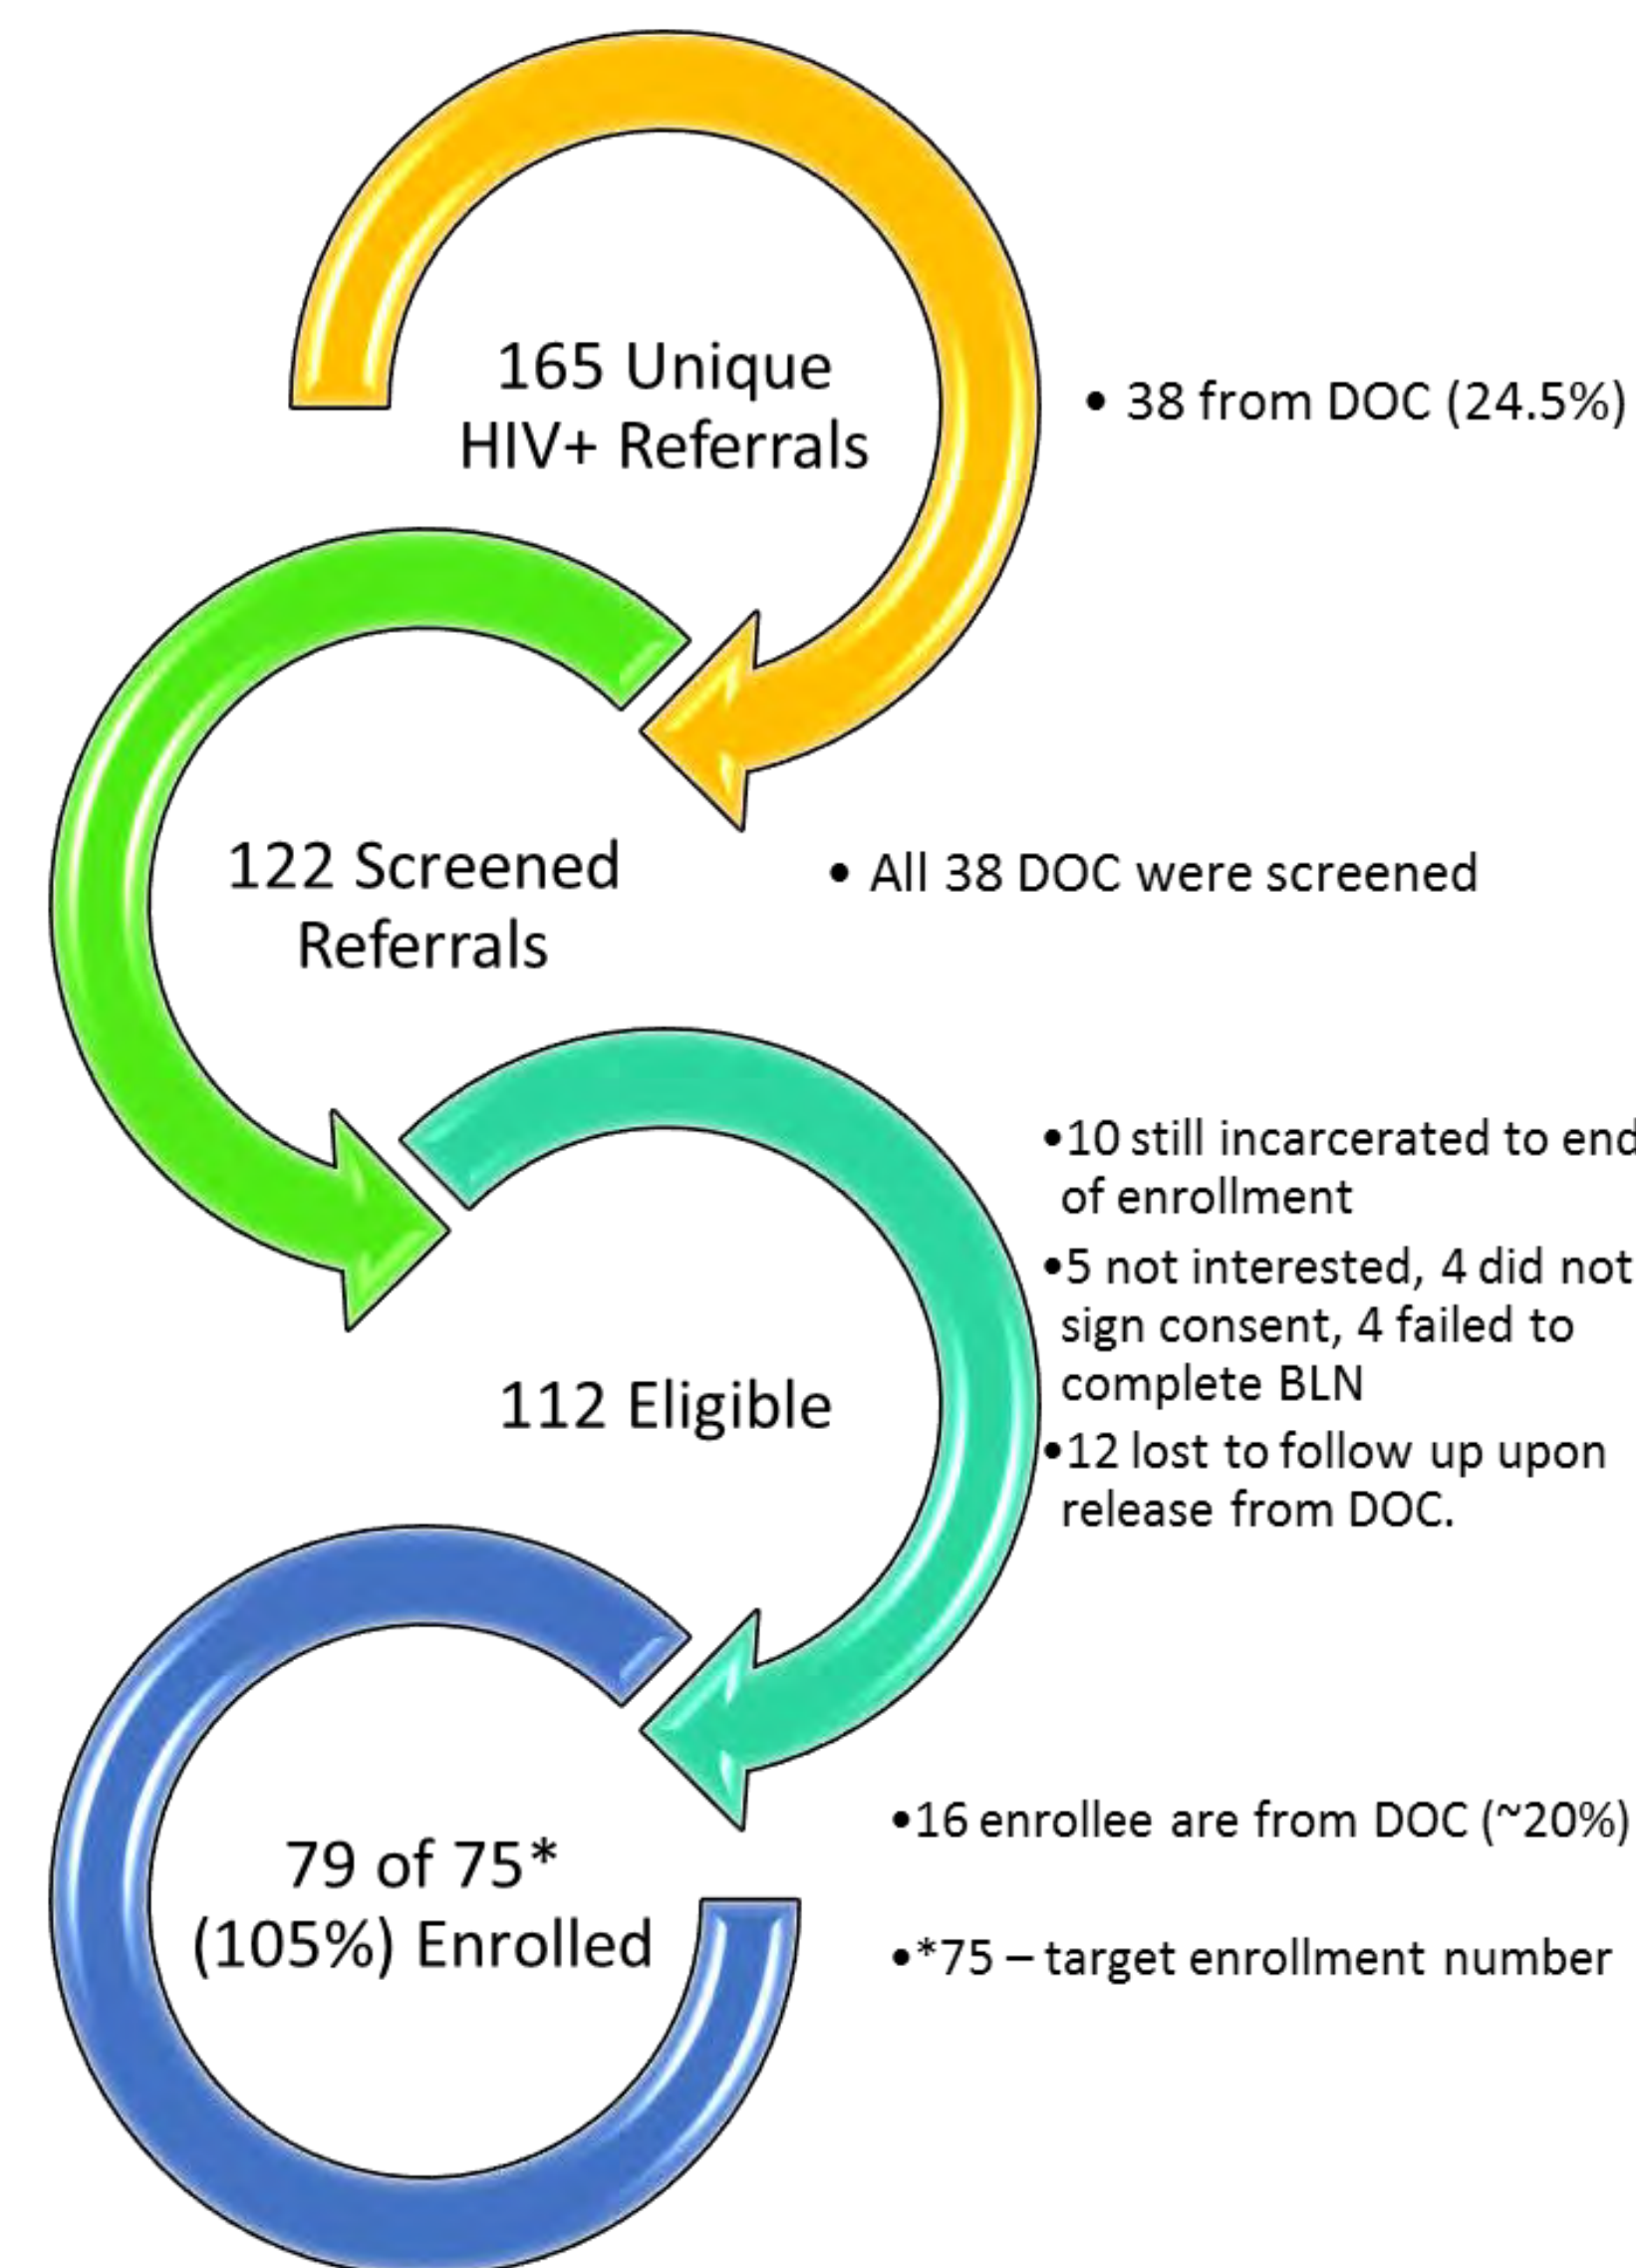 165 Unique
HIV+ Referrals
• 38 from DOC (24.5%)
122 Screened
Referrals
• All 38 DOC were screened
112 Eligible
•10 still incarcerated to end
of enrollment
•5 not interested, 4 did not
sign consent, 4 failed to
complete BLN
•12 lost to follow up upon
release from DOC.
79 of 75*
(105%) Enrolled
•16 enrollee are from DOC (~20%)
•*75 – target enrollment number